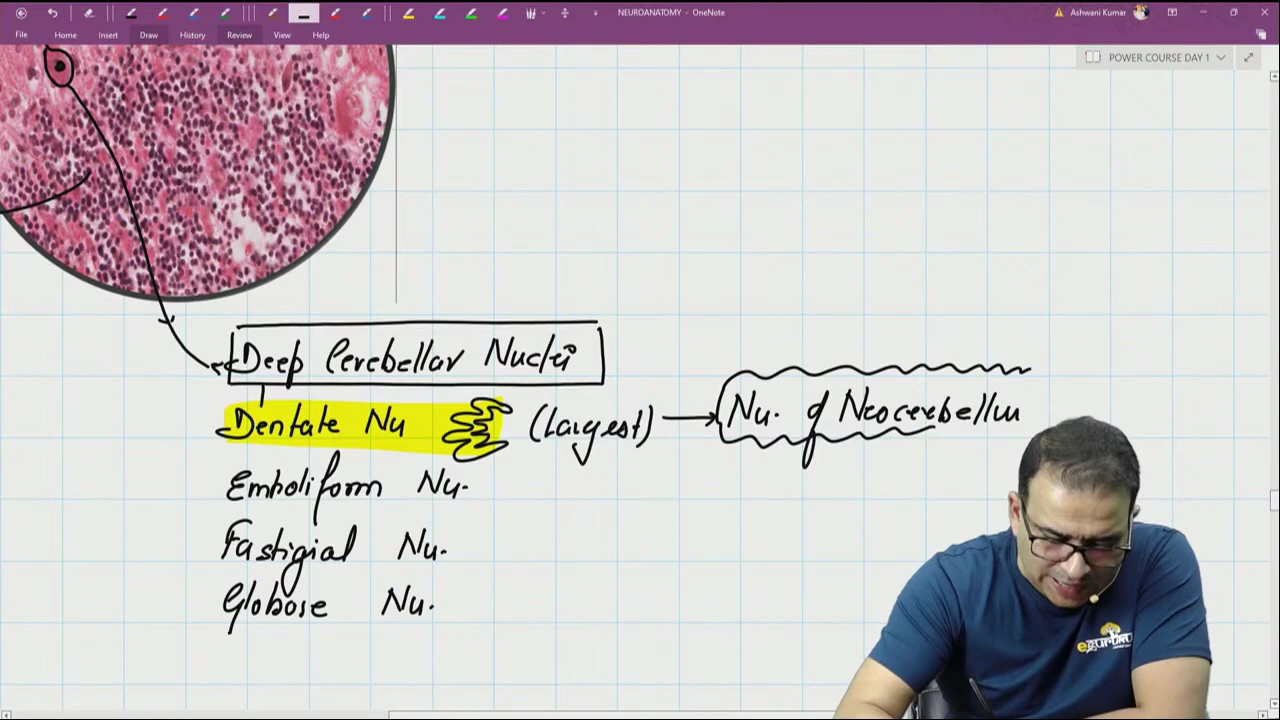 NEUROANATOMY - OneNote
Ashwani Kumar
File Home Insert Draw History Review View Help
POWER COURSE DAY 1
Deep Cerebellar Nuclei
Dentate Nu (Largest) → Nu. of Neocerebellum
Emboliform Nu.
Fastigial Nu.
Globose Nu.
egurukul